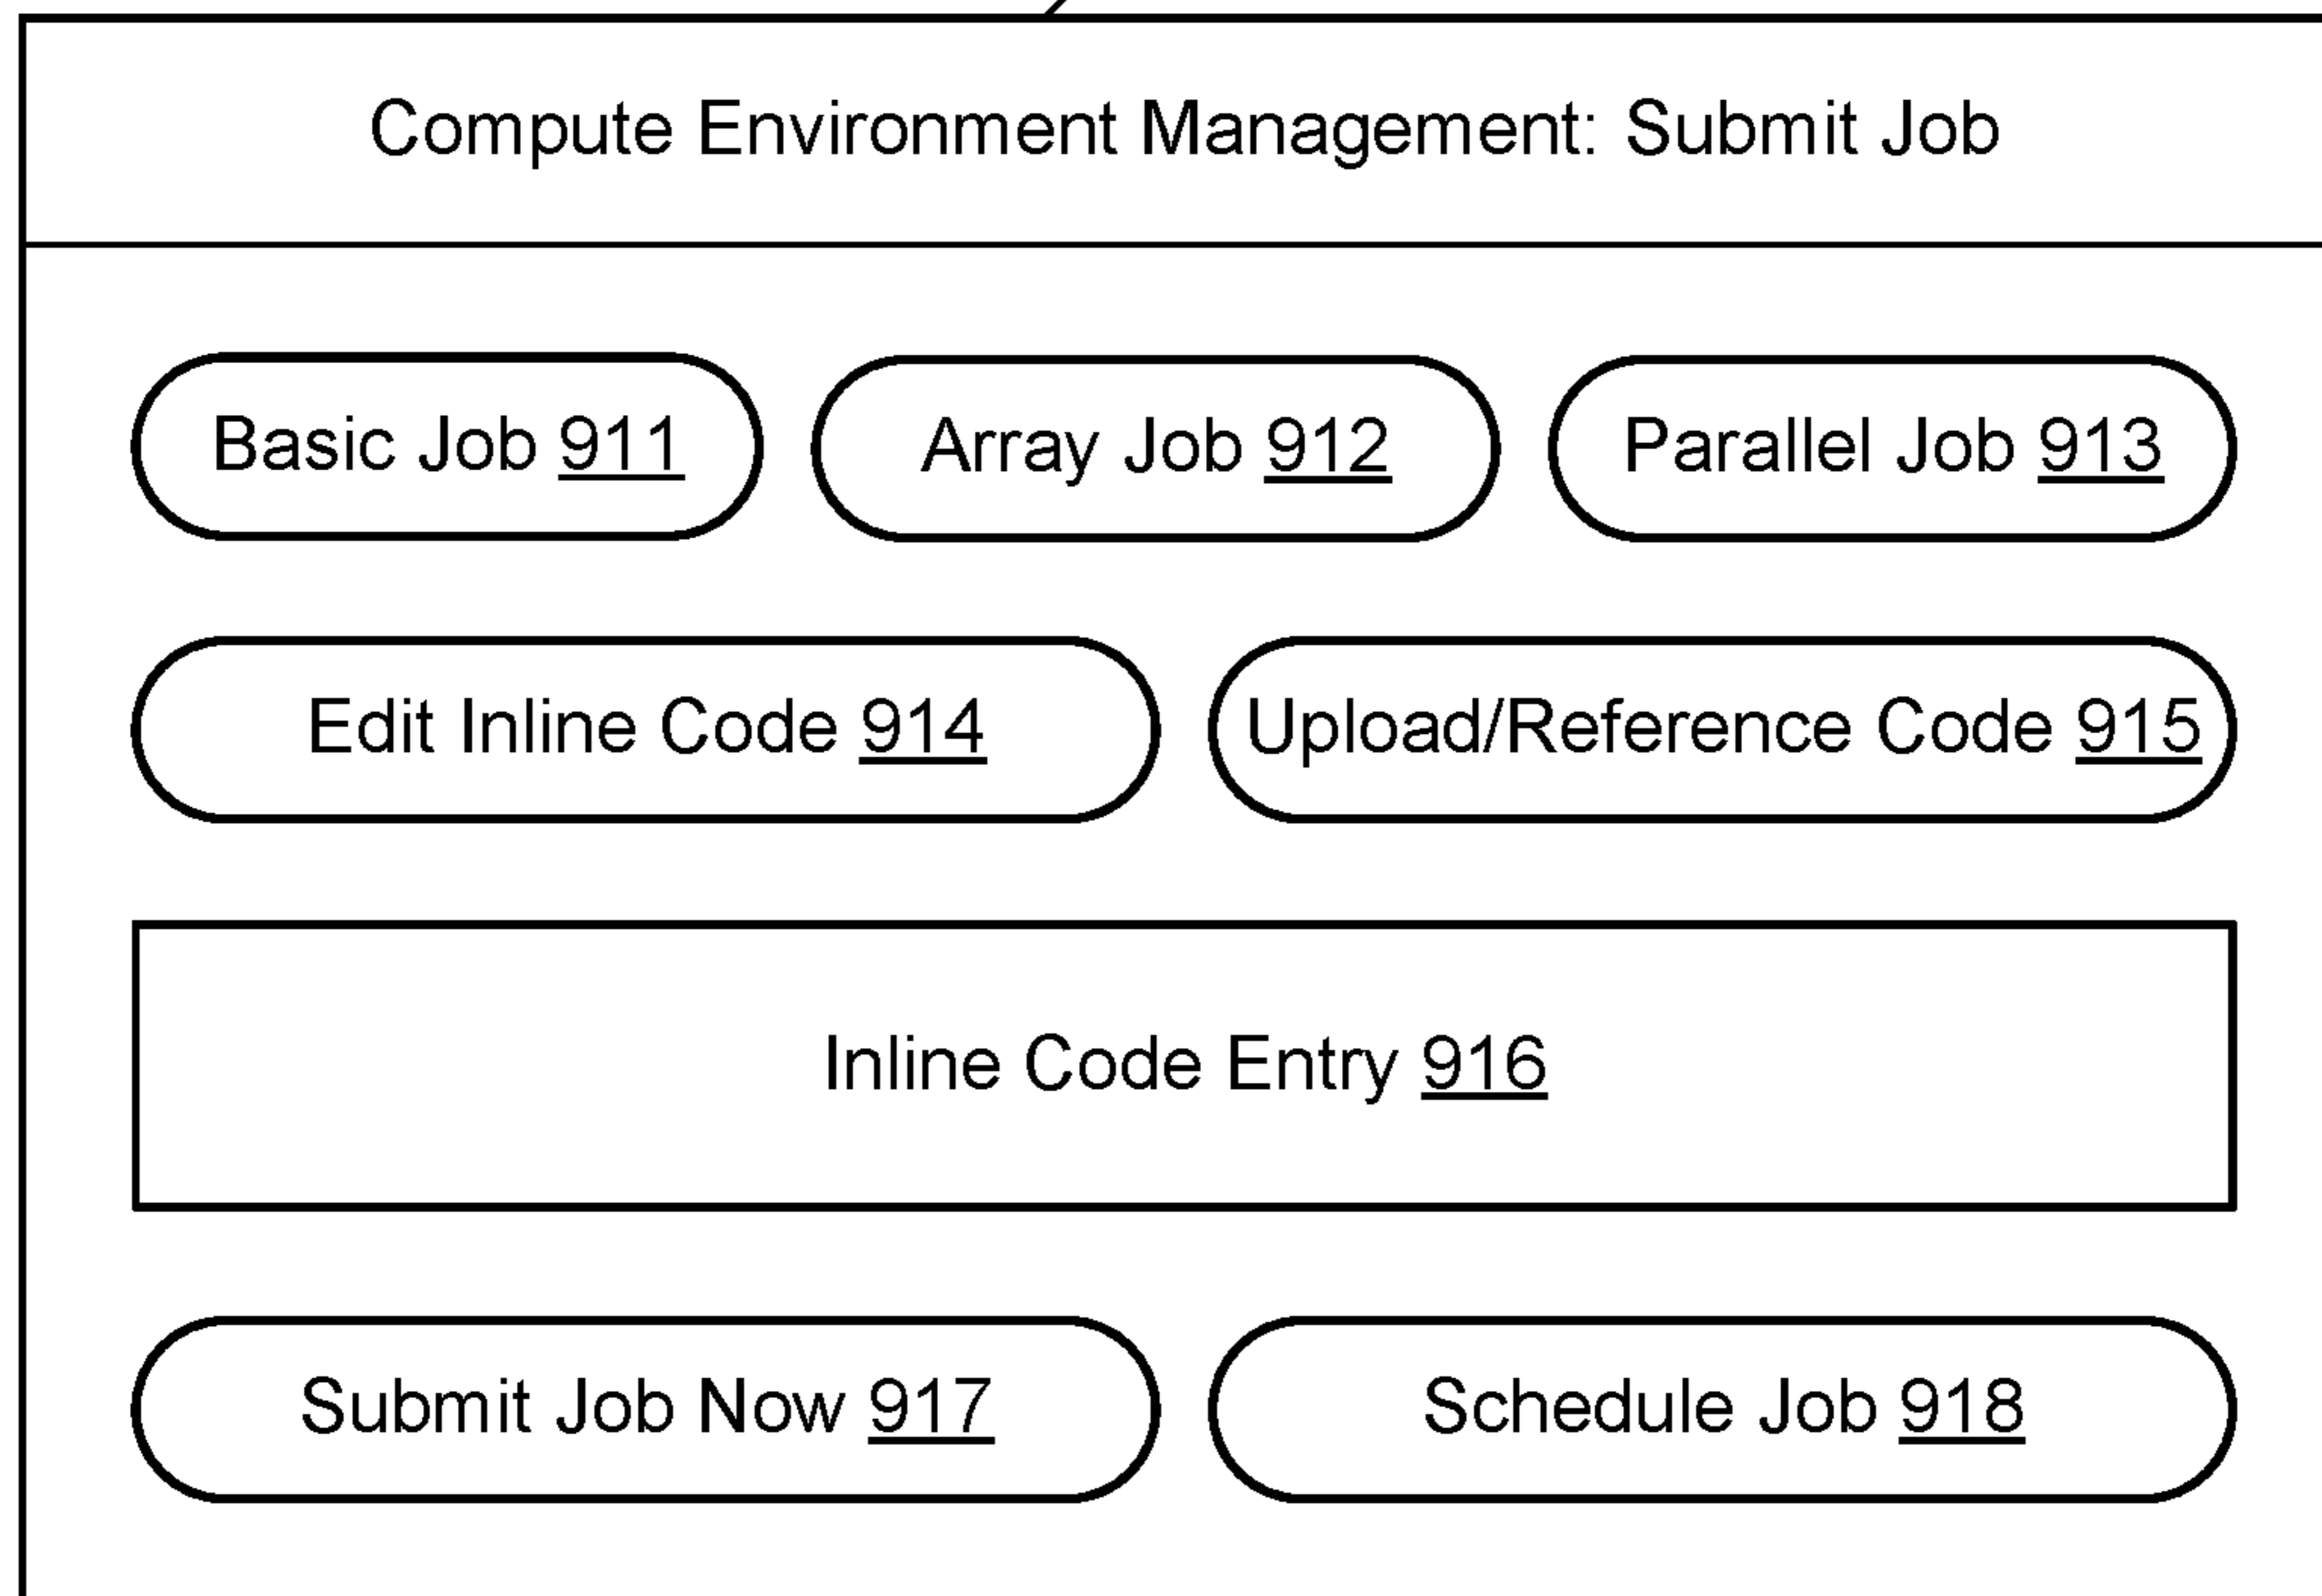 Compute Environment Management: Submit Job
Basic Job 911
Array Job 912
Parallel Job 913
Edit Inline Code 914
Upload/Reference Code 915
Inline Code Entry 916
Submit Job Now 917
Schedule Job 918